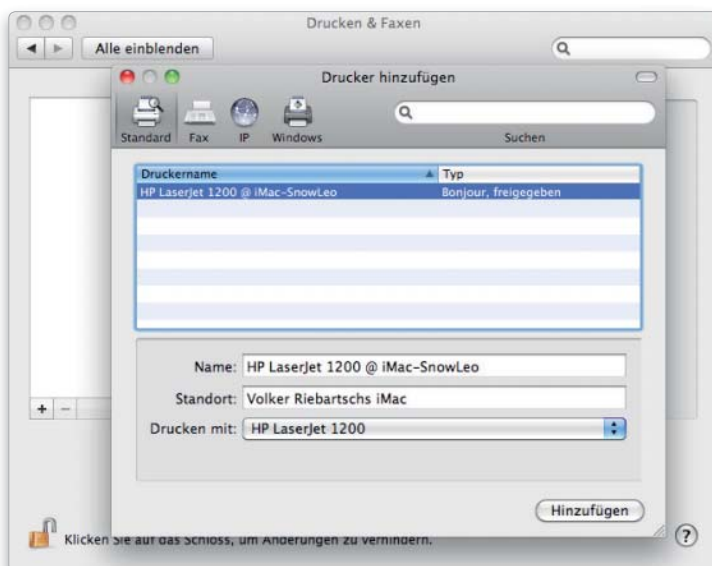 Drucken & Faxen
Alle einblenden
Drucker hinzufügen
Standard Fax IP Windows
Suchen
Druckername Typ
HP LaserJet 1200 @ iMac-SnowLeo Bonjour, freigegeben
Name: HP LaserJet 1200 @ iMac-SnowLeo
Standort: Volker Riebartschs iMac
Drucken mit: HP LaserJet 1200
+ −
Hinzufügen
Klicken Sie auf das Schloss, um Änderungen zu verhindern.
?